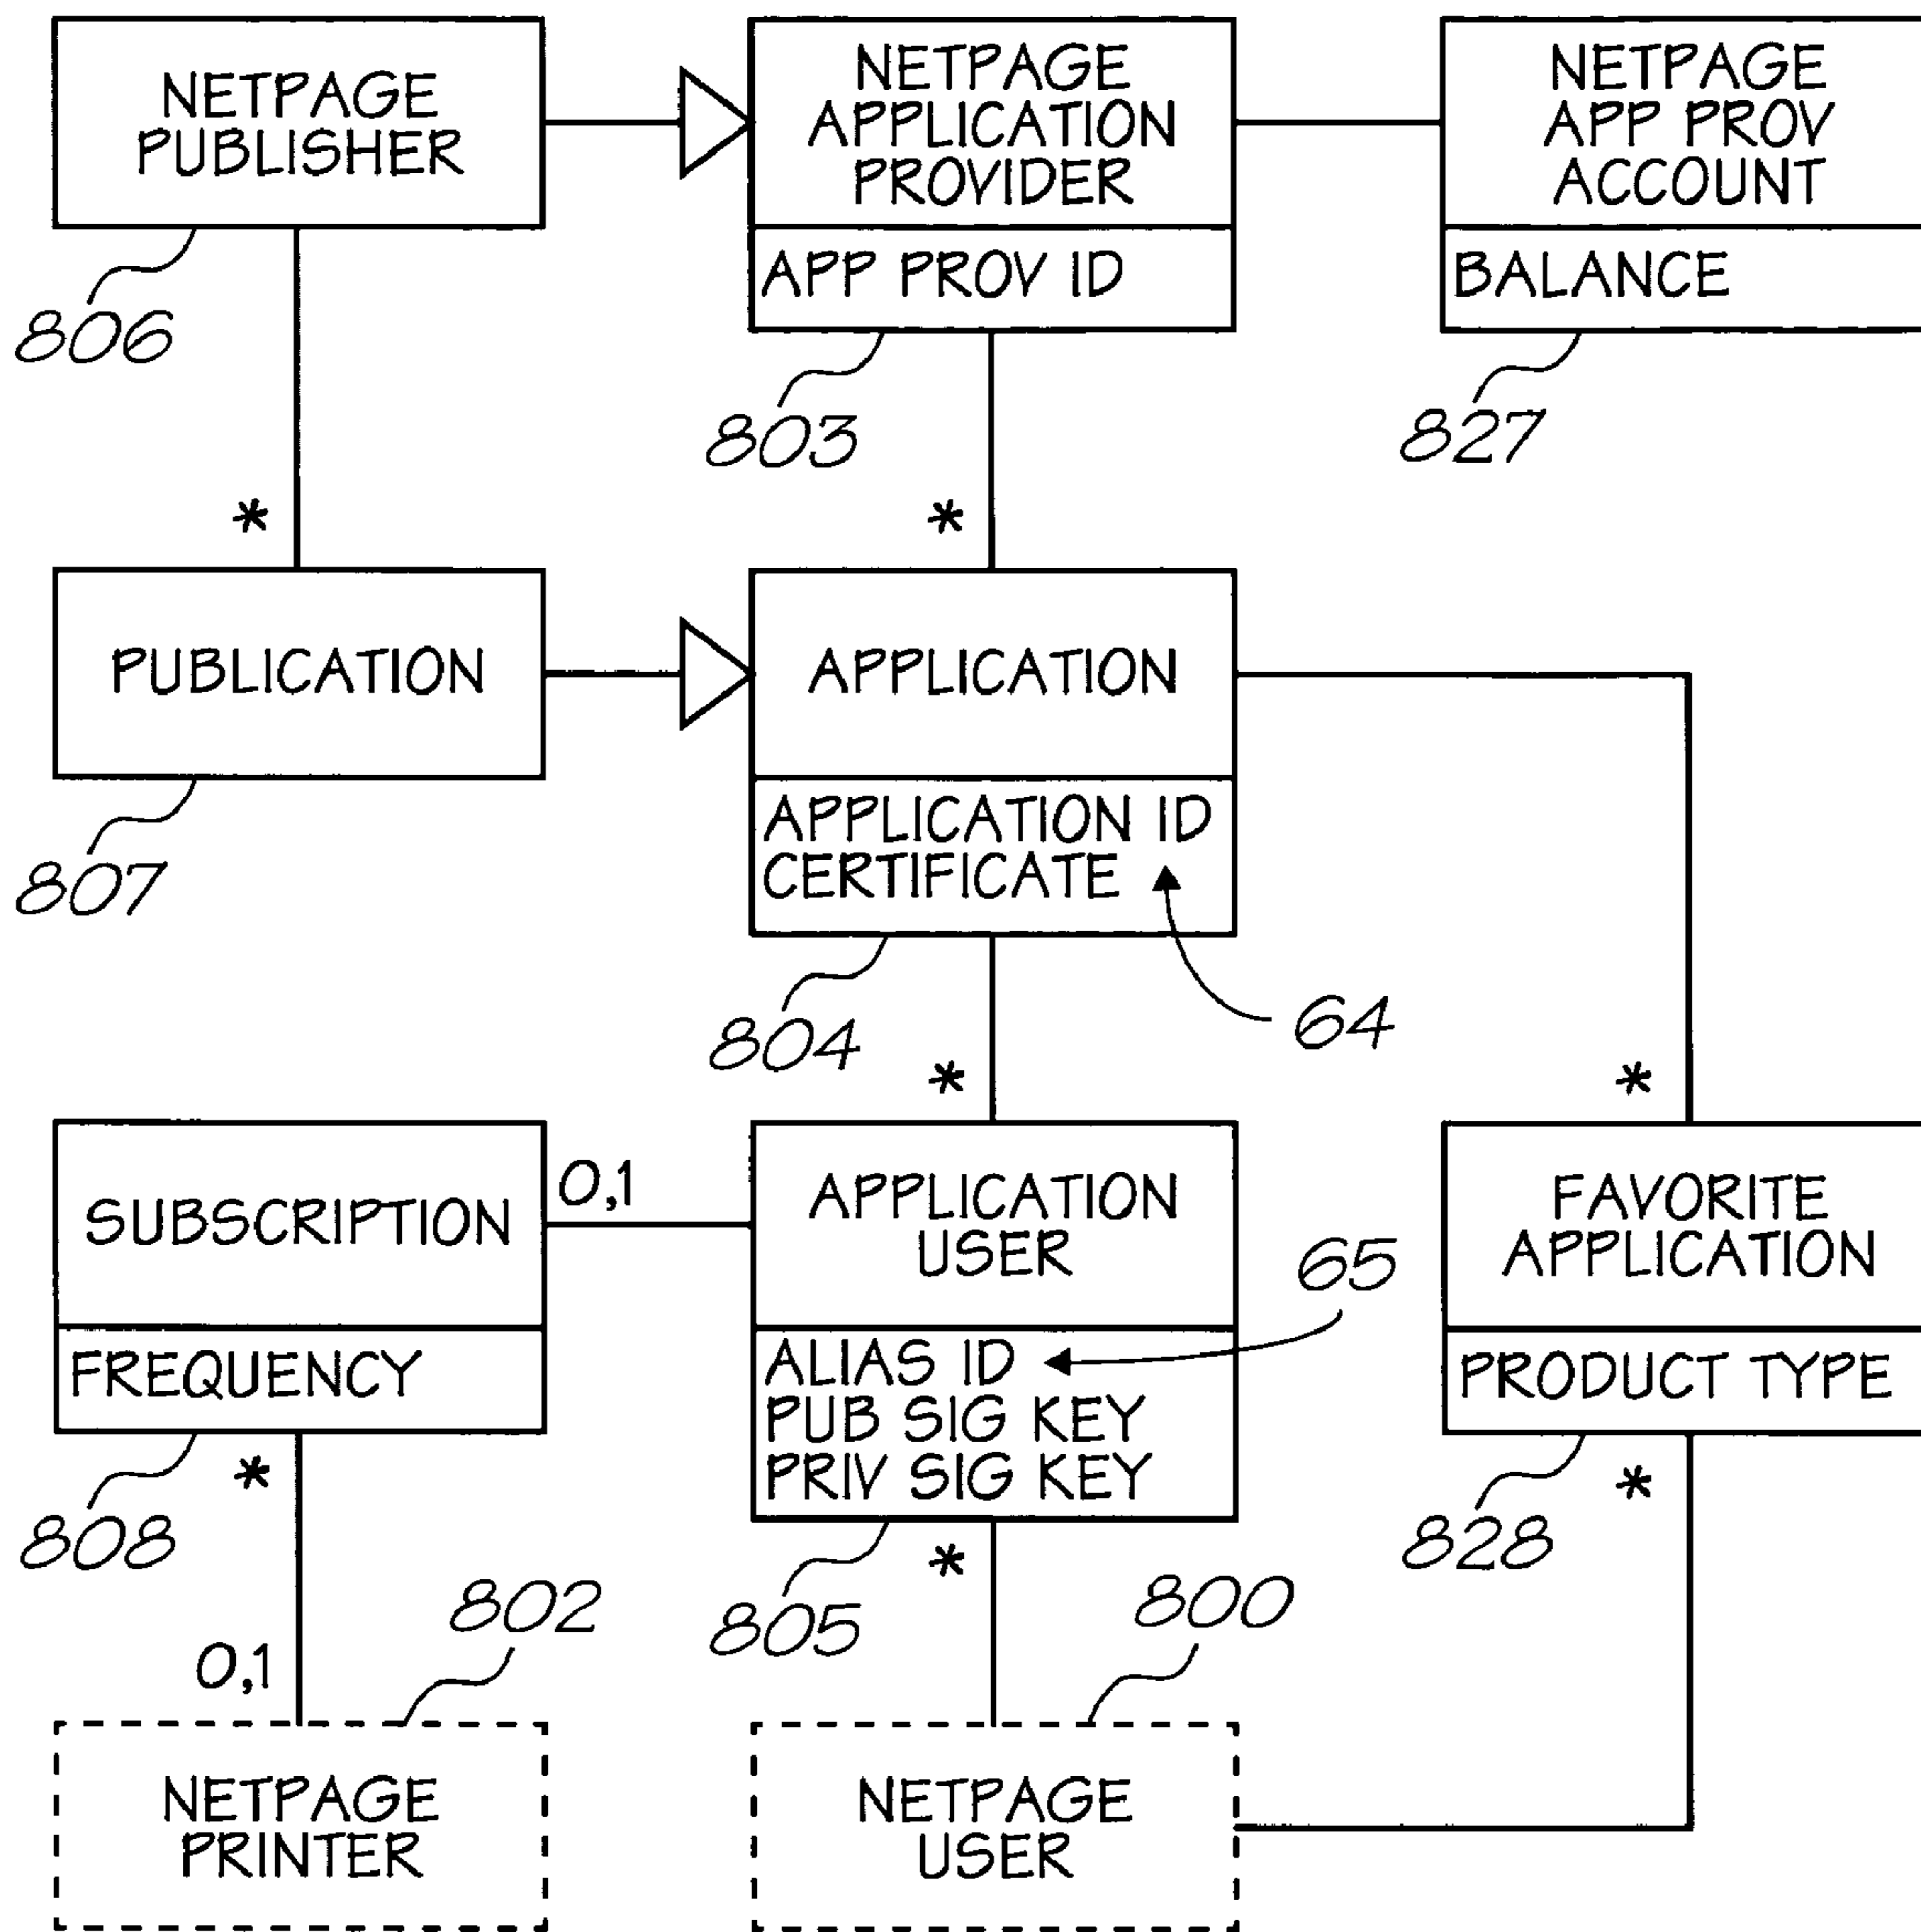 NETPAGE
PUBLISHER
806
NETPAGE
APPLICATION
PROVIDER
APP PROV ID
803
NETPAGE
APP PROV
ACCOUNT
BALANCE
827
*
*
PUBLICATION
807
APPLICATION
APPLICATION ID
CERTIFICATE
804
64
*
*
SUBSCRIPTION
FREQUENCY
808
0,1
APPLICATION
USER
ALIAS ID
PUB SIG KEY
PRIV SIG KEY
65
805
FAVORITE
APPLICATION
PRODUCT TYPE
828
*
*
*
0,1
802
800
NETPAGE
PRINTER
NETPAGE
USER